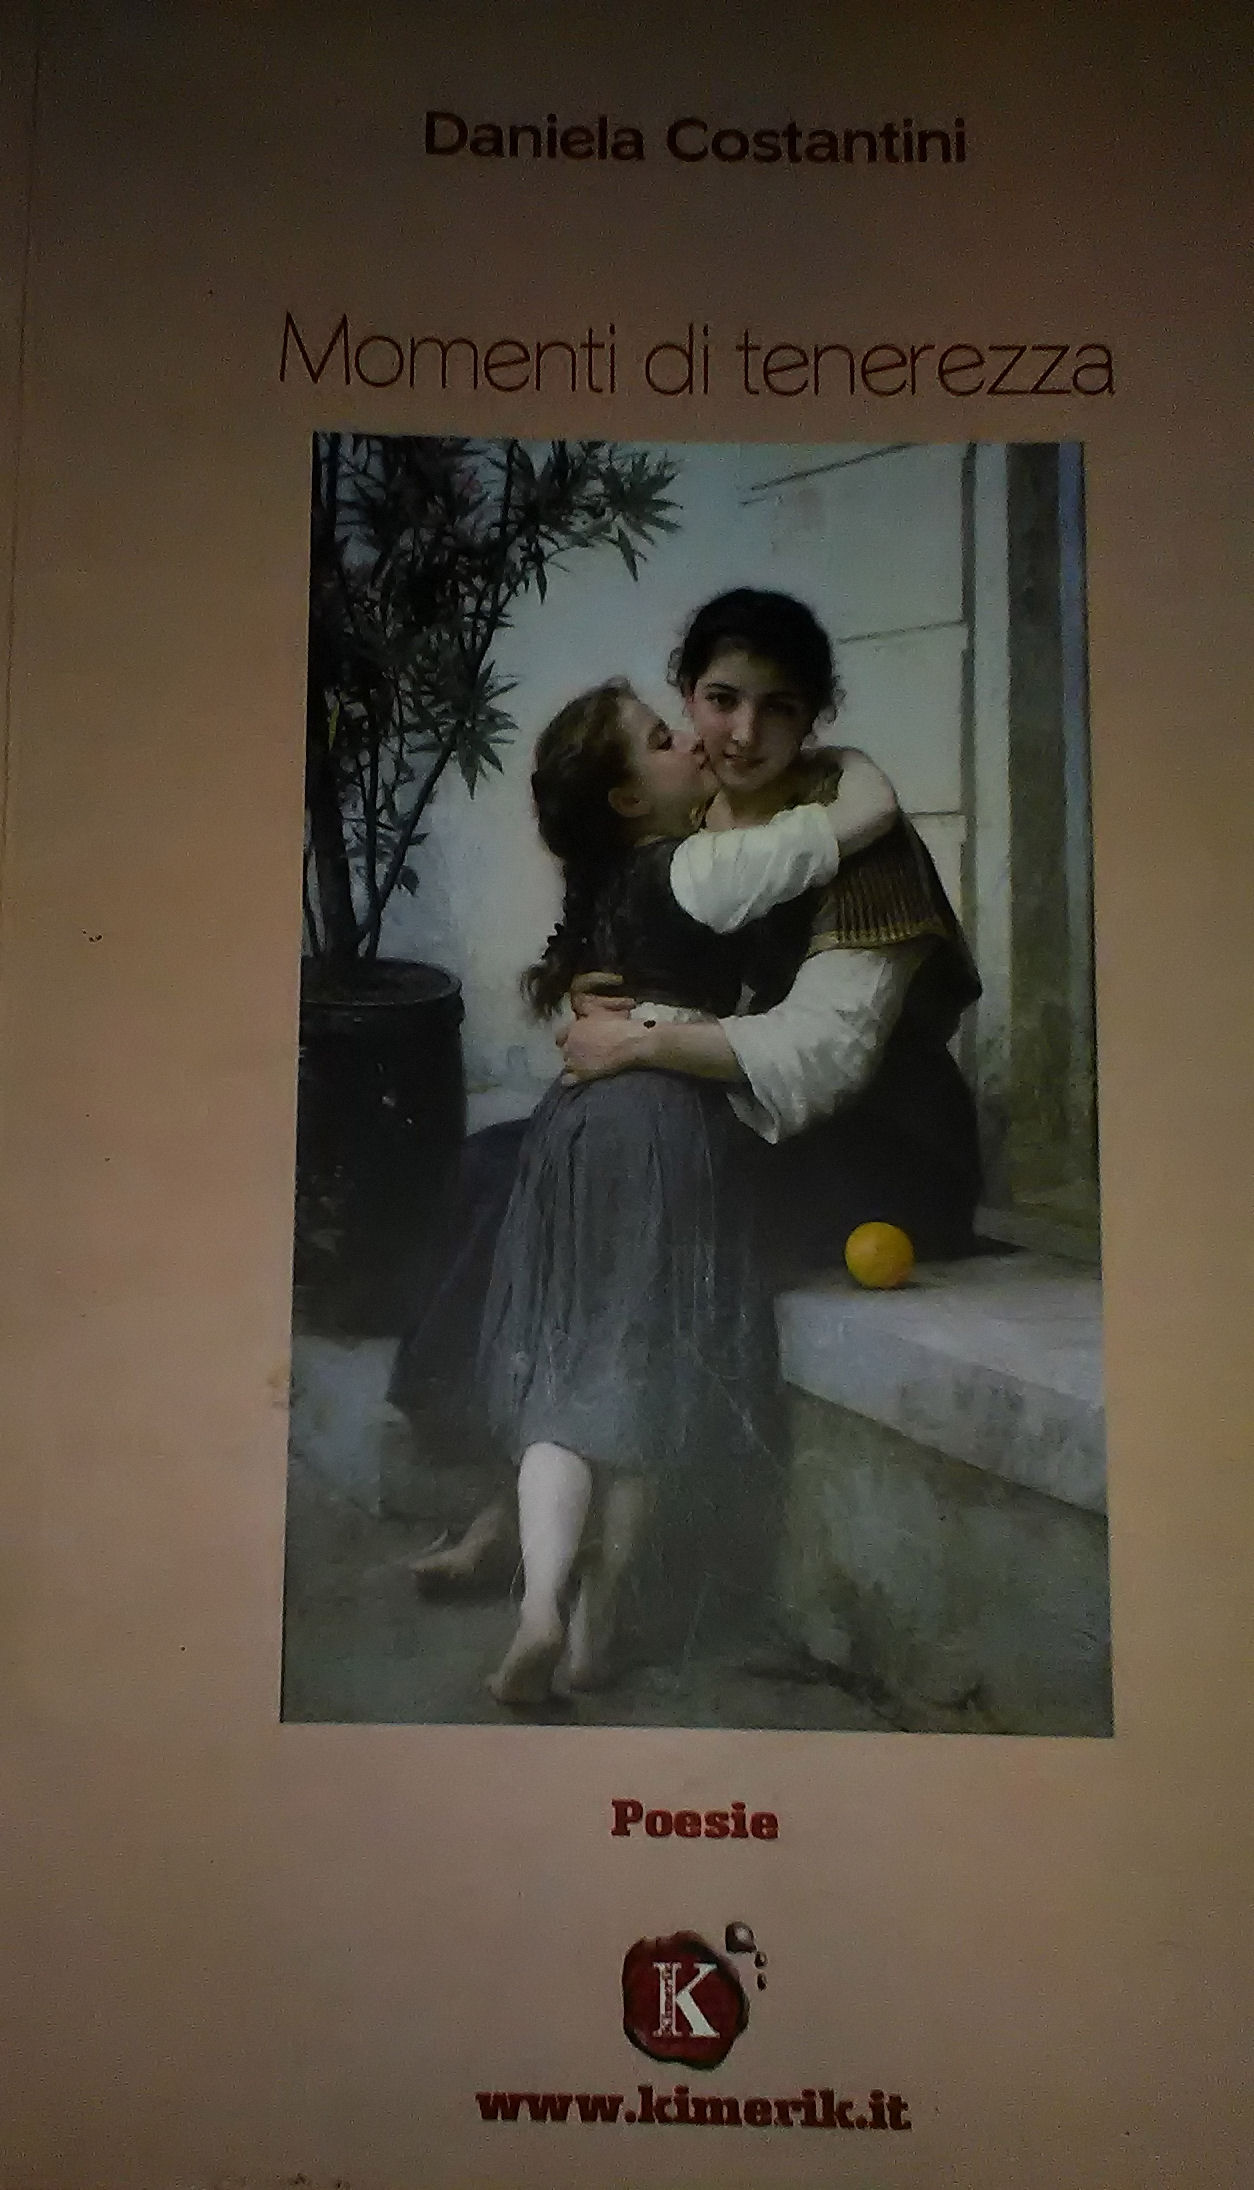 Daniela Costantini
Momenti di tenerezza
Poesie
K
www.kimerik.it